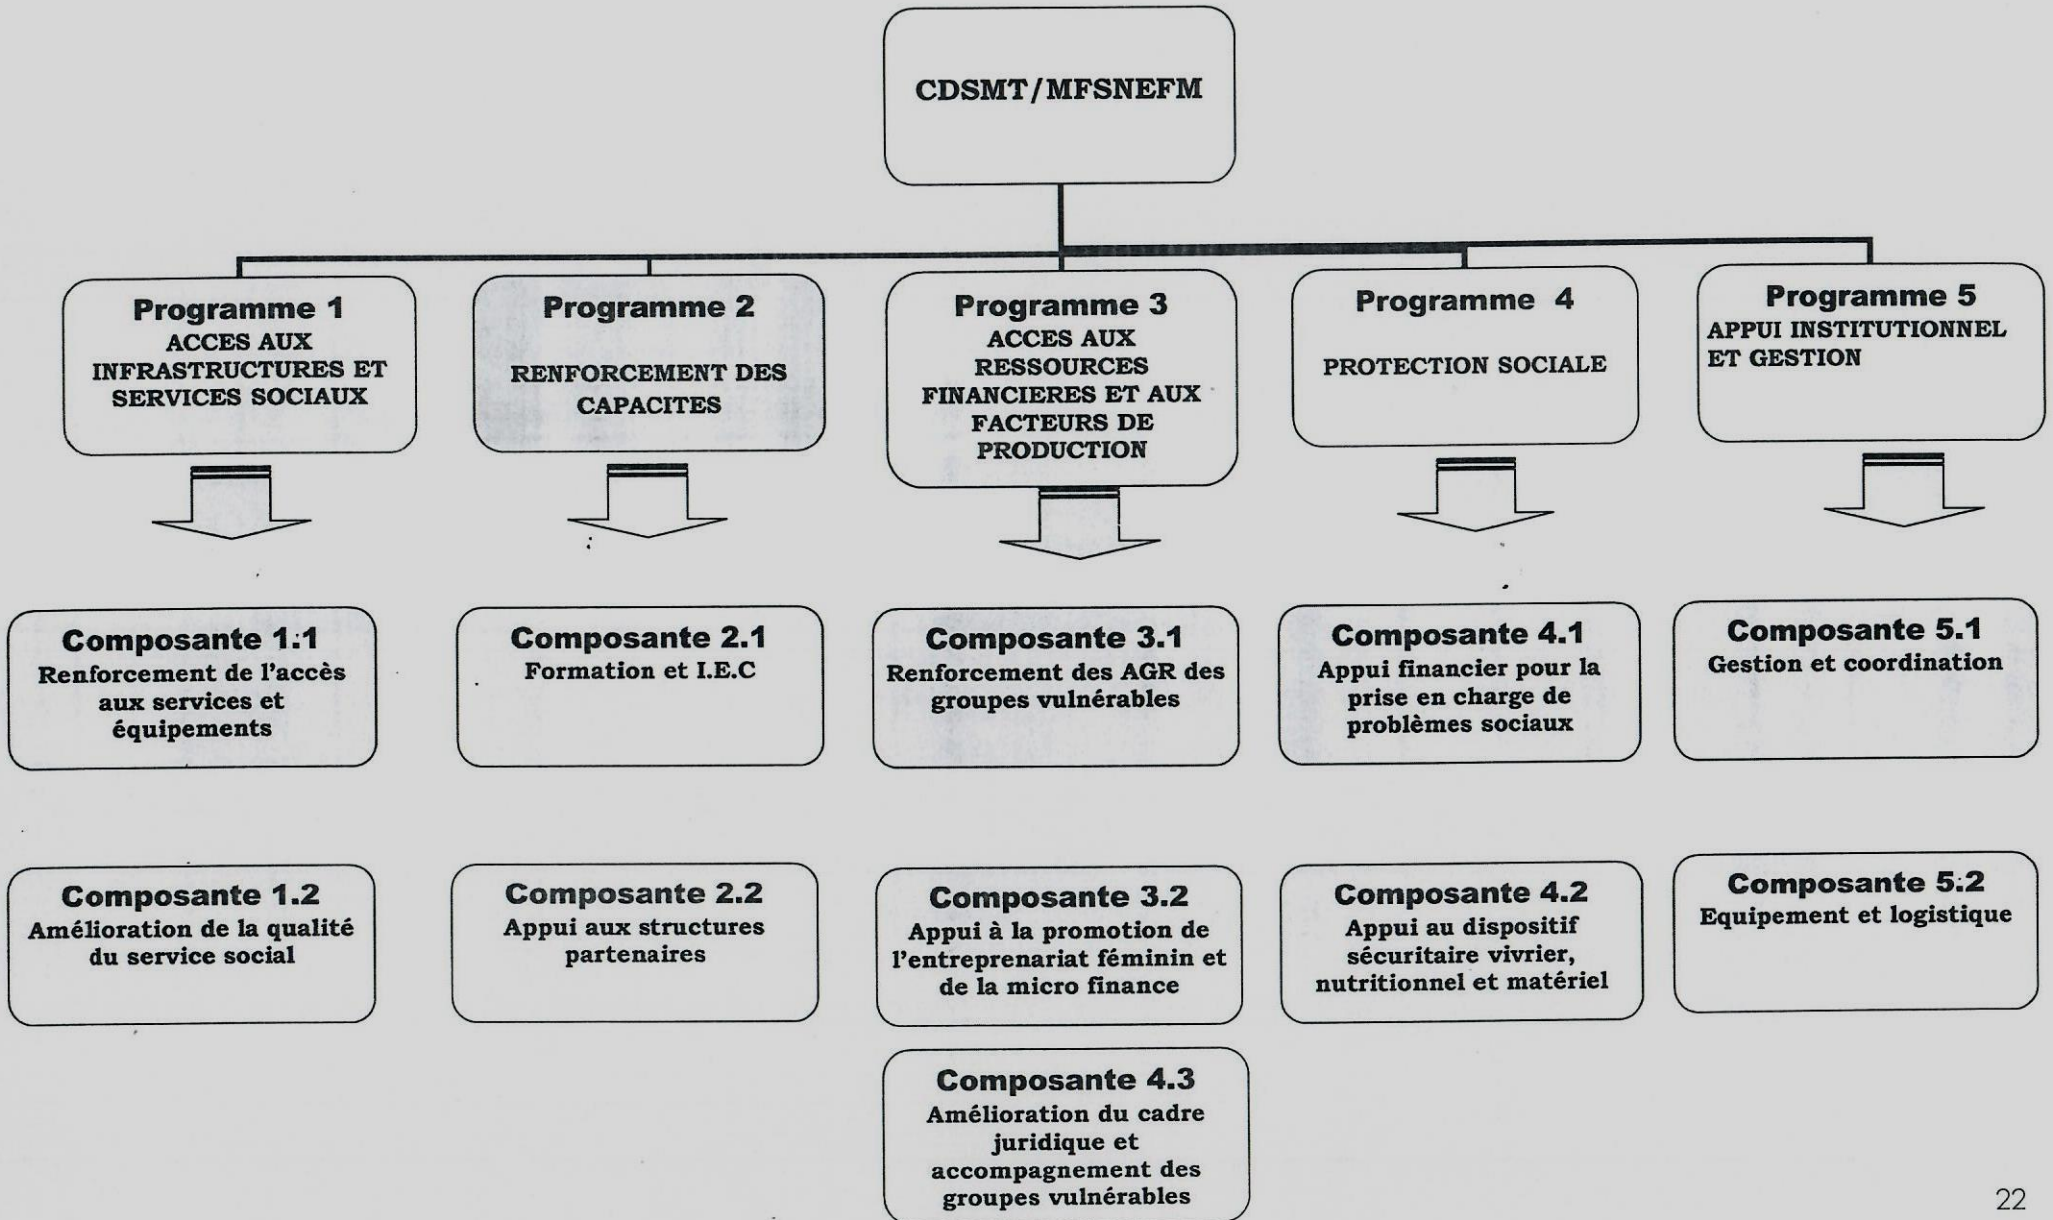 CDSMT/MFSNEFM
Programme 1
ACCES AUX
INFRASTRUCTURES ET
SERVICES SOCIAUX
Programme 2
RENFORCEMENT DES
CAPACITES
Programme 3
ACCES AUX
RESSOURCES
FINANCIERES ET AUX
FACTEURS DE
PRODUCTION
Programme 4
PROTECTION SOCIALE
Programme 5
APPUI INSTITUTIONNEL
ET GESTION
Composante 1.1
Renforcement de l'accès
aux services et
équipements
Composante 2.1
Formation et I.E.C
Composante 3.1
Renforcement des AGR des
groupes vulnérables
Composante 4.1
Appui financier pour la
prise en charge de
problèmes sociaux
Composante 5.1
Gestion et coordination
Composante 1.2
Amélioration de la qualité
du service social
Composante 2.2
Appui aux structures
partenaires
Composante 3.2
Appui à la promotion de
l'entreprenariat féminin et
de la micro finance
Composante 4.2
Appui au dispositif
sécuritaire vivrier,
nutritionnel et matériel
Composante 5.2
Equipement et logistique
Composante 4.3
Amélioration du cadre
juridique et
accompagnement des
groupes vulnérables
22